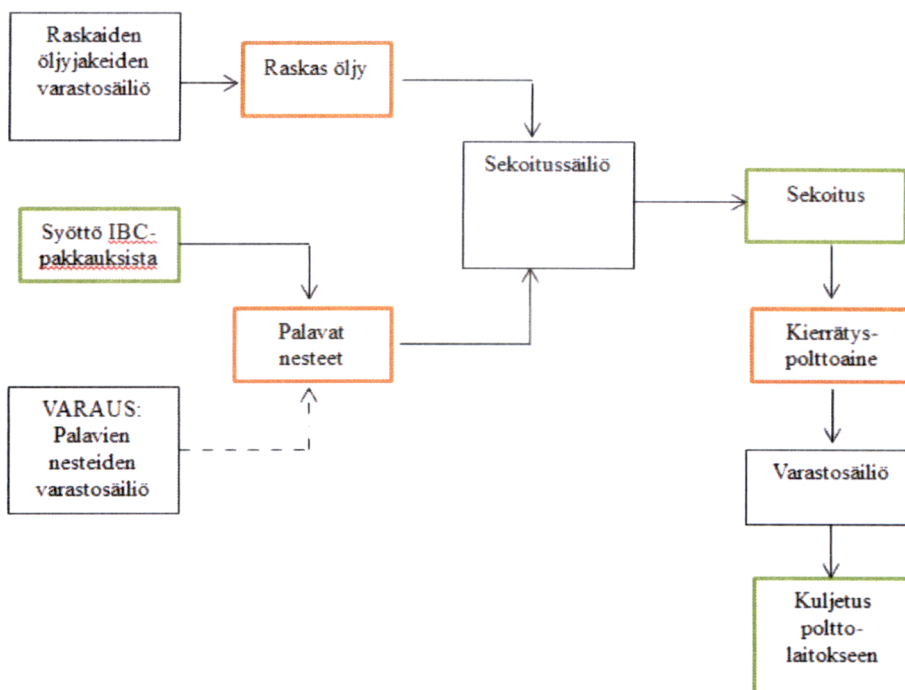 Raskaiden
öljyjakeiden
varastosäiliö
Raskas öljy
Sekoitussäiliö
Sekoitus
Syöttö IBC-
pakkauksista
Palavat
nesteet
Kierrätys-
polttoaine
VARAUS:
Palavien
nesteiden
varastosäiliö
Varastosäiliö
Kuljetus
poltto-
laitokseen